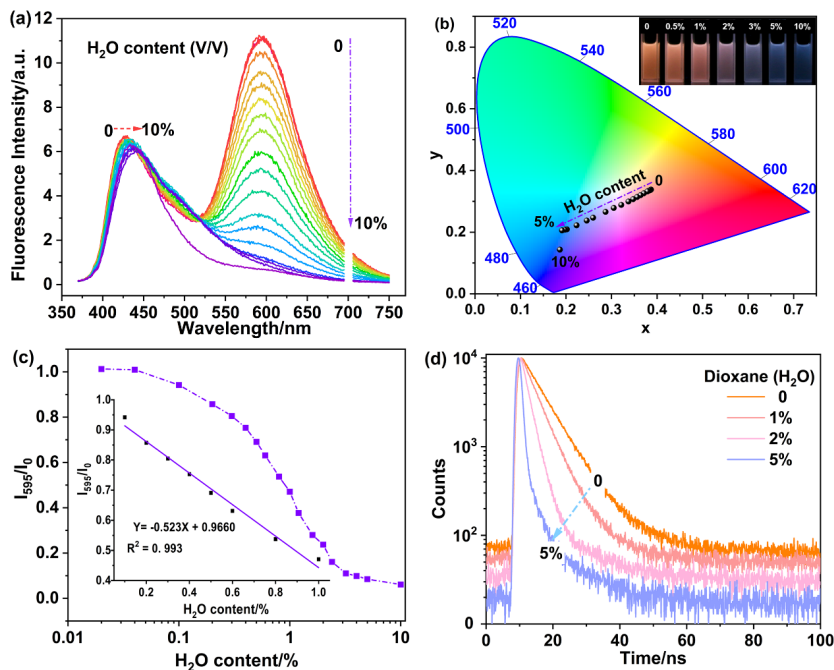 (a)
H₂O content (V/V)
0
0
10%
10%
Fluorescence Intensity/a.u.
12
10
8
6
4
2
0
350 400 450 500 550 600 650 700 750
Wavelength/nm
(b)
0 0.5% 1% 2% 3% 5% 10%
520
540
560
580
600
620
500
480
460
H₂O content
0
5%
10%
y
0.8
0.6
0.4
0.2
0.0
0.0 0.1 0.2 0.3 0.4 0.5 0.6 0.7
x
(c)
I₅₉₅/I₀
1.0
0.8
0.6
0.4
0.2
0.0
0.01 0.1 1 10
H₂O content/%
I₅₉₅/I₀
1.0
0.9
0.8
0.7
0.6
0.5
0.4
Y= -0.523X + 0.9660
R² = 0. 993
0.2 0.4 0.6 0.8 1.0
H₂O content/%
(d)
Dioxane (H₂O)
0
1%
2%
5%
0
5%
Counts
10⁴
10³
10²
0
0 20 40 60 80 100
Time/ns